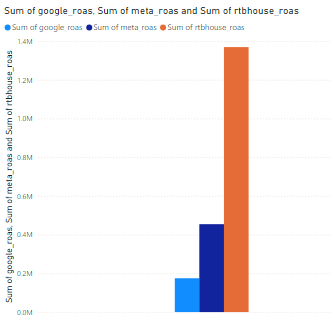 Sum of google_roas, Sum of meta_roas and Sum of rtbhouse_roas
Sum of google_roas Sum of meta_roas Sum of rtbhouse_roas
Sum of google_roas, Sum of meta_roas and Sum of rtbhouse_roas
1.4M
1.2M
1.0M
0.8M
0.6M
0.4M
0.2M
0.0M